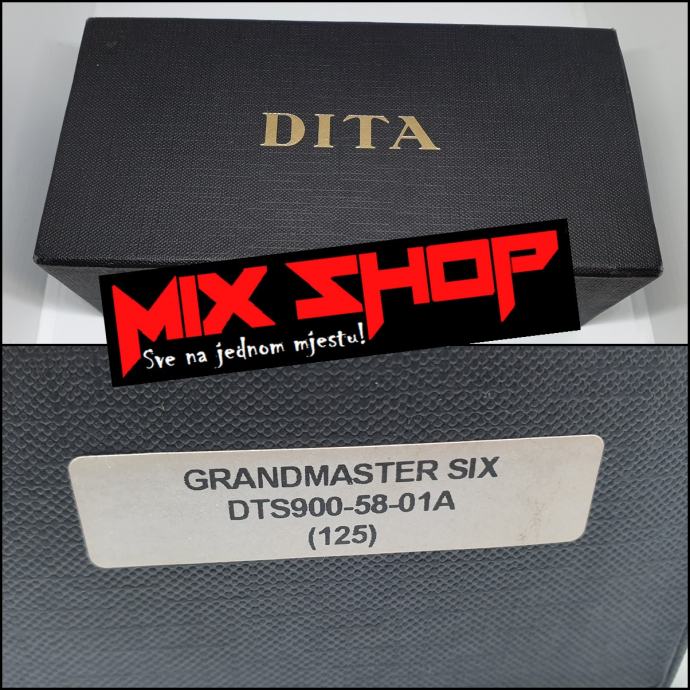 DITA
MIX SHOP
Sve na jednom mjestu!
GRANDMASTER SIX
DTS900-58-01A
(125)